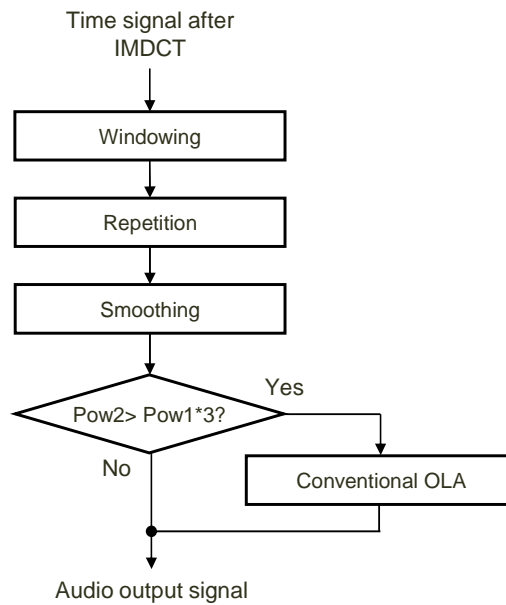 Time signal after
IMDCT
Windowing
Repetition
Smoothing
Pow2> Pow1*3?
Yes
No
Conventional OLA
Audio output signal